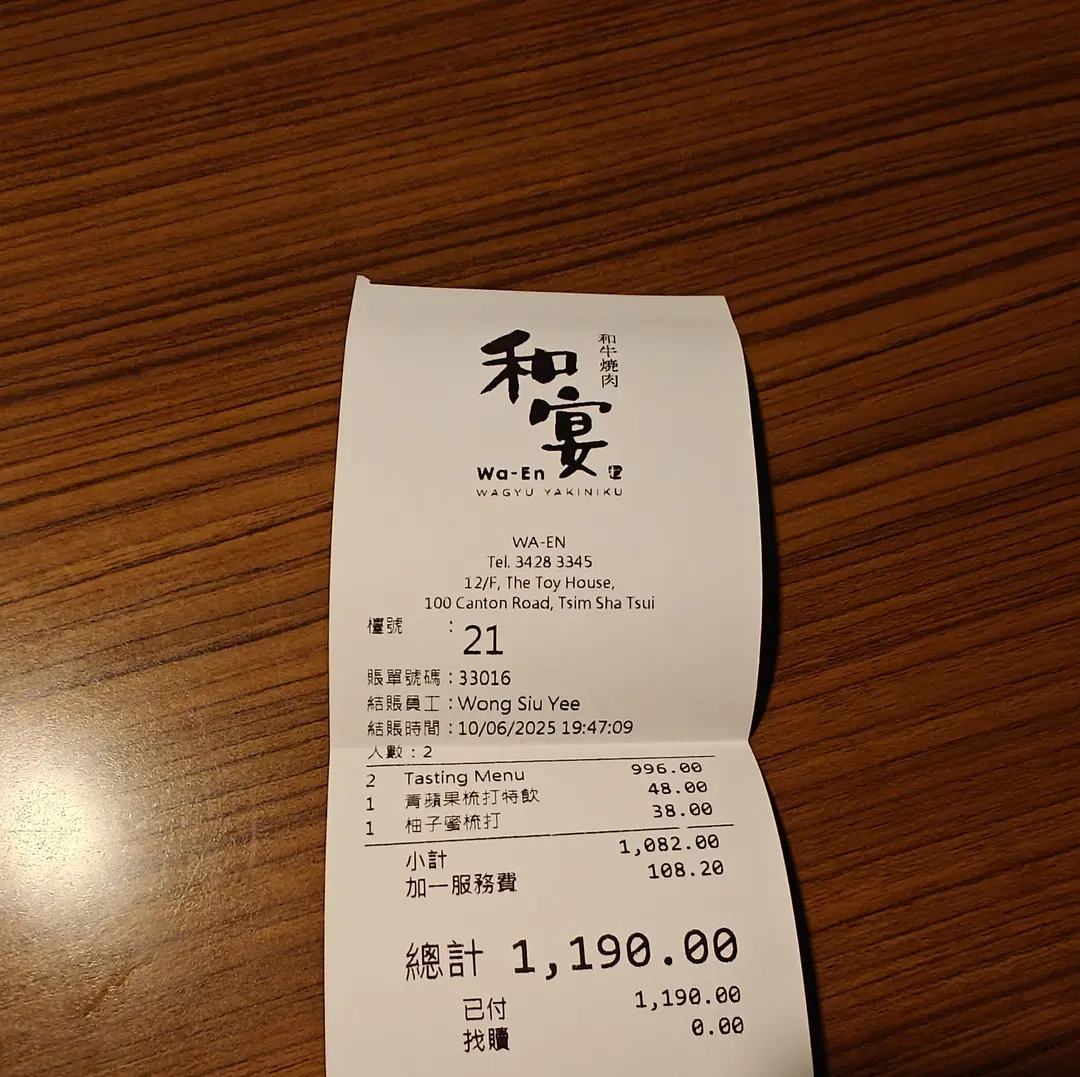 和宴
和牛燒肉
Wa-En
WAGYU YAKINIKU
WA-EN
Tel. 3428 3345
12/F, The Toy House,
100 Canton Road, Tsim Sha Tsui
檯號 : 21
賬單號碼 : 33016
結賬員工 : Wong Siu Yee
結賬時間 : 10/06/2025 19:47:09
人數 : 2
2 Tasting Menu 996.00
1 青蘋果梳打特飲 48.00
1 柚子蜜梳打 38.00
小計 1,082.00
加一服務費 108.20
總計 1,190.00
已付 1,190.00
找贖 0.00